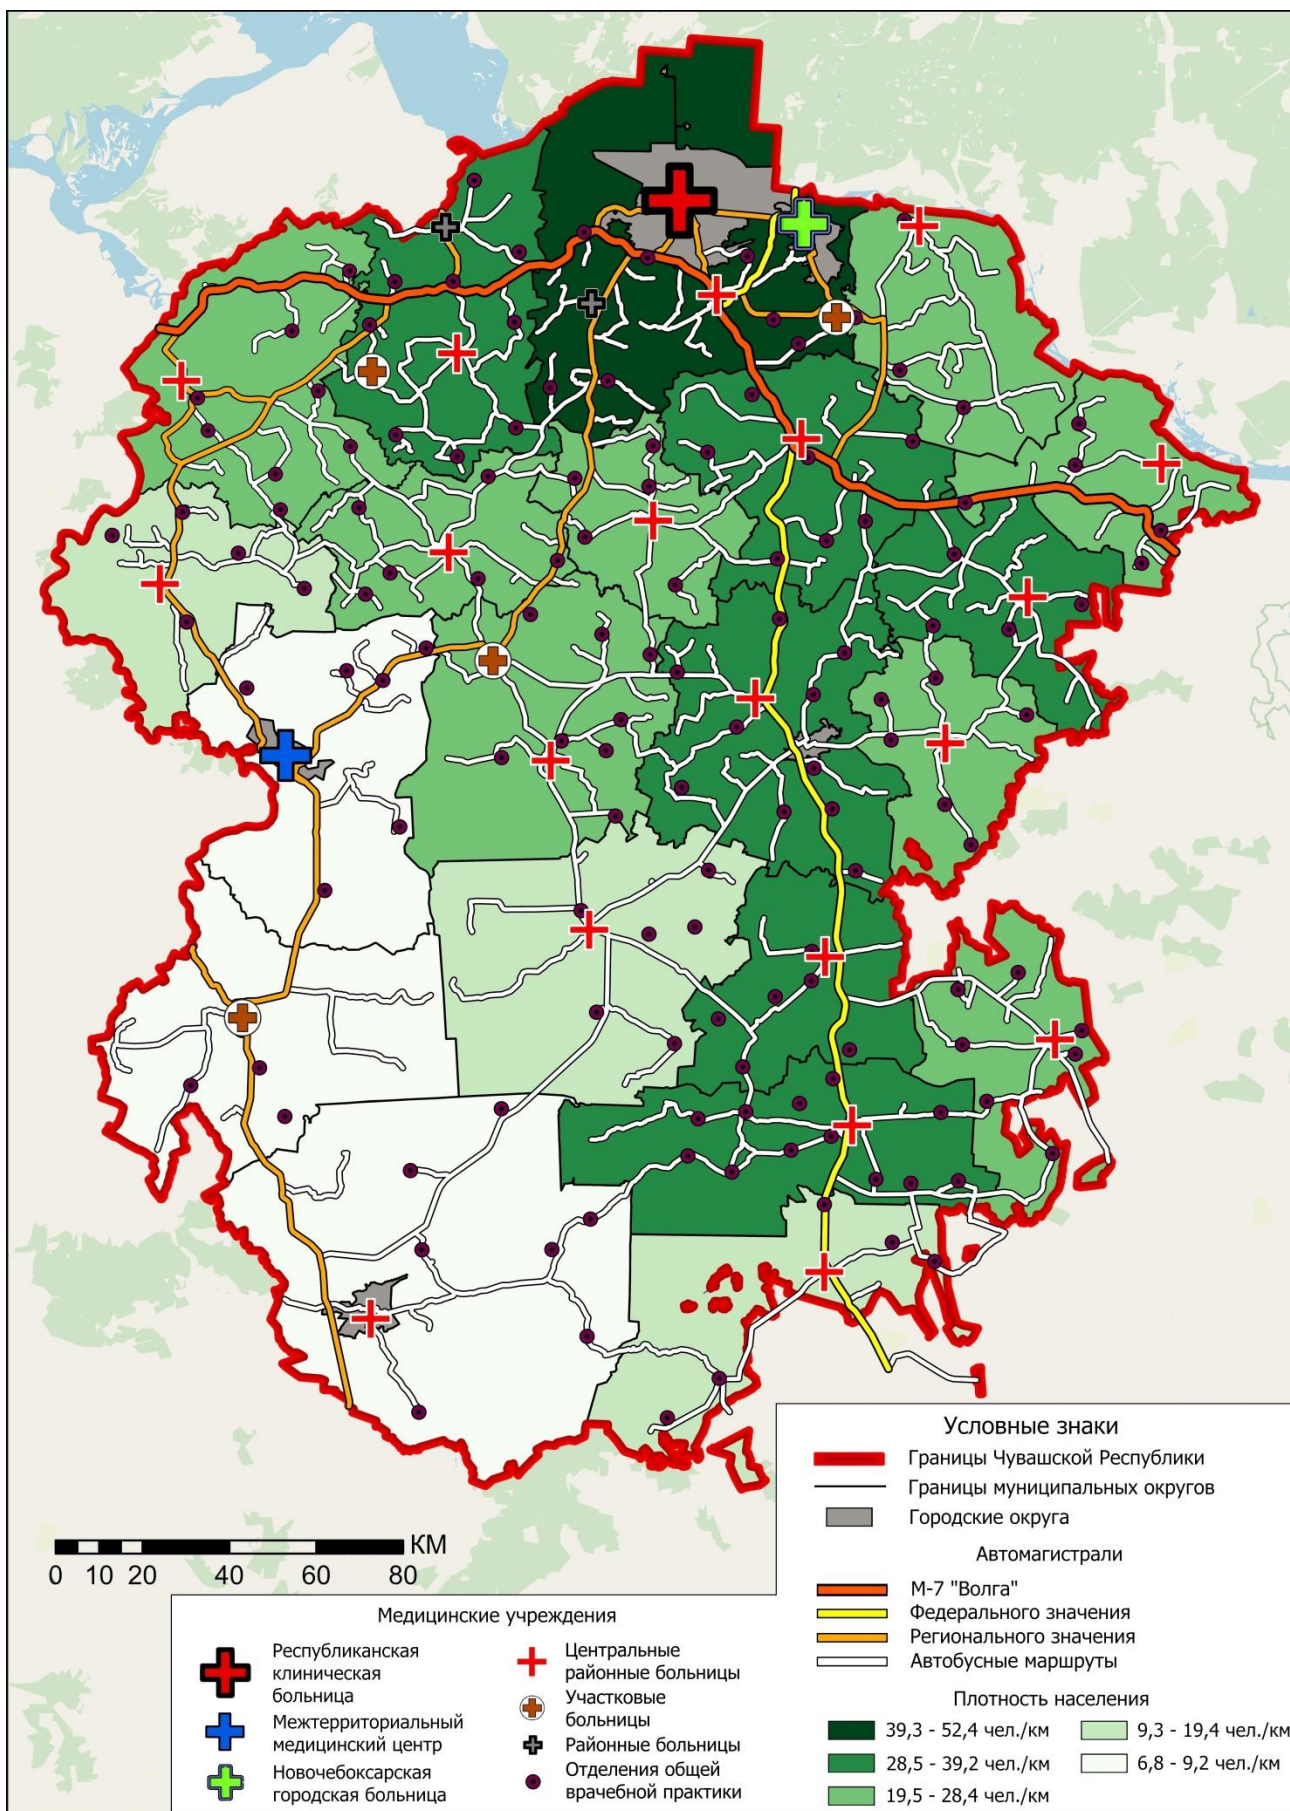 Условные знаки
Границы Чувашской Республики
Границы муниципальных округов
Городские округа
Автомагистрали
М-7 "Волга"
Федерального значения
Регионального значения
Автобусные маршруты
Плотность населения
39,3 - 52,4 чел./км
28,5 - 39,2 чел./км
19,5 - 28,4 чел./км
9,3 - 19,4 чел./км
6,8 - 9,2 чел./км
КМ
0 10 20 40 60 80
Медицинские учреждения
Республиканская
клиническая
больница
Межтерриториальный
медицинский центр
Новочебоксарская
городская больница
Центральные
районные больницы
Участковые
больницы
Районные больницы
Отделения общей
врачебной практики